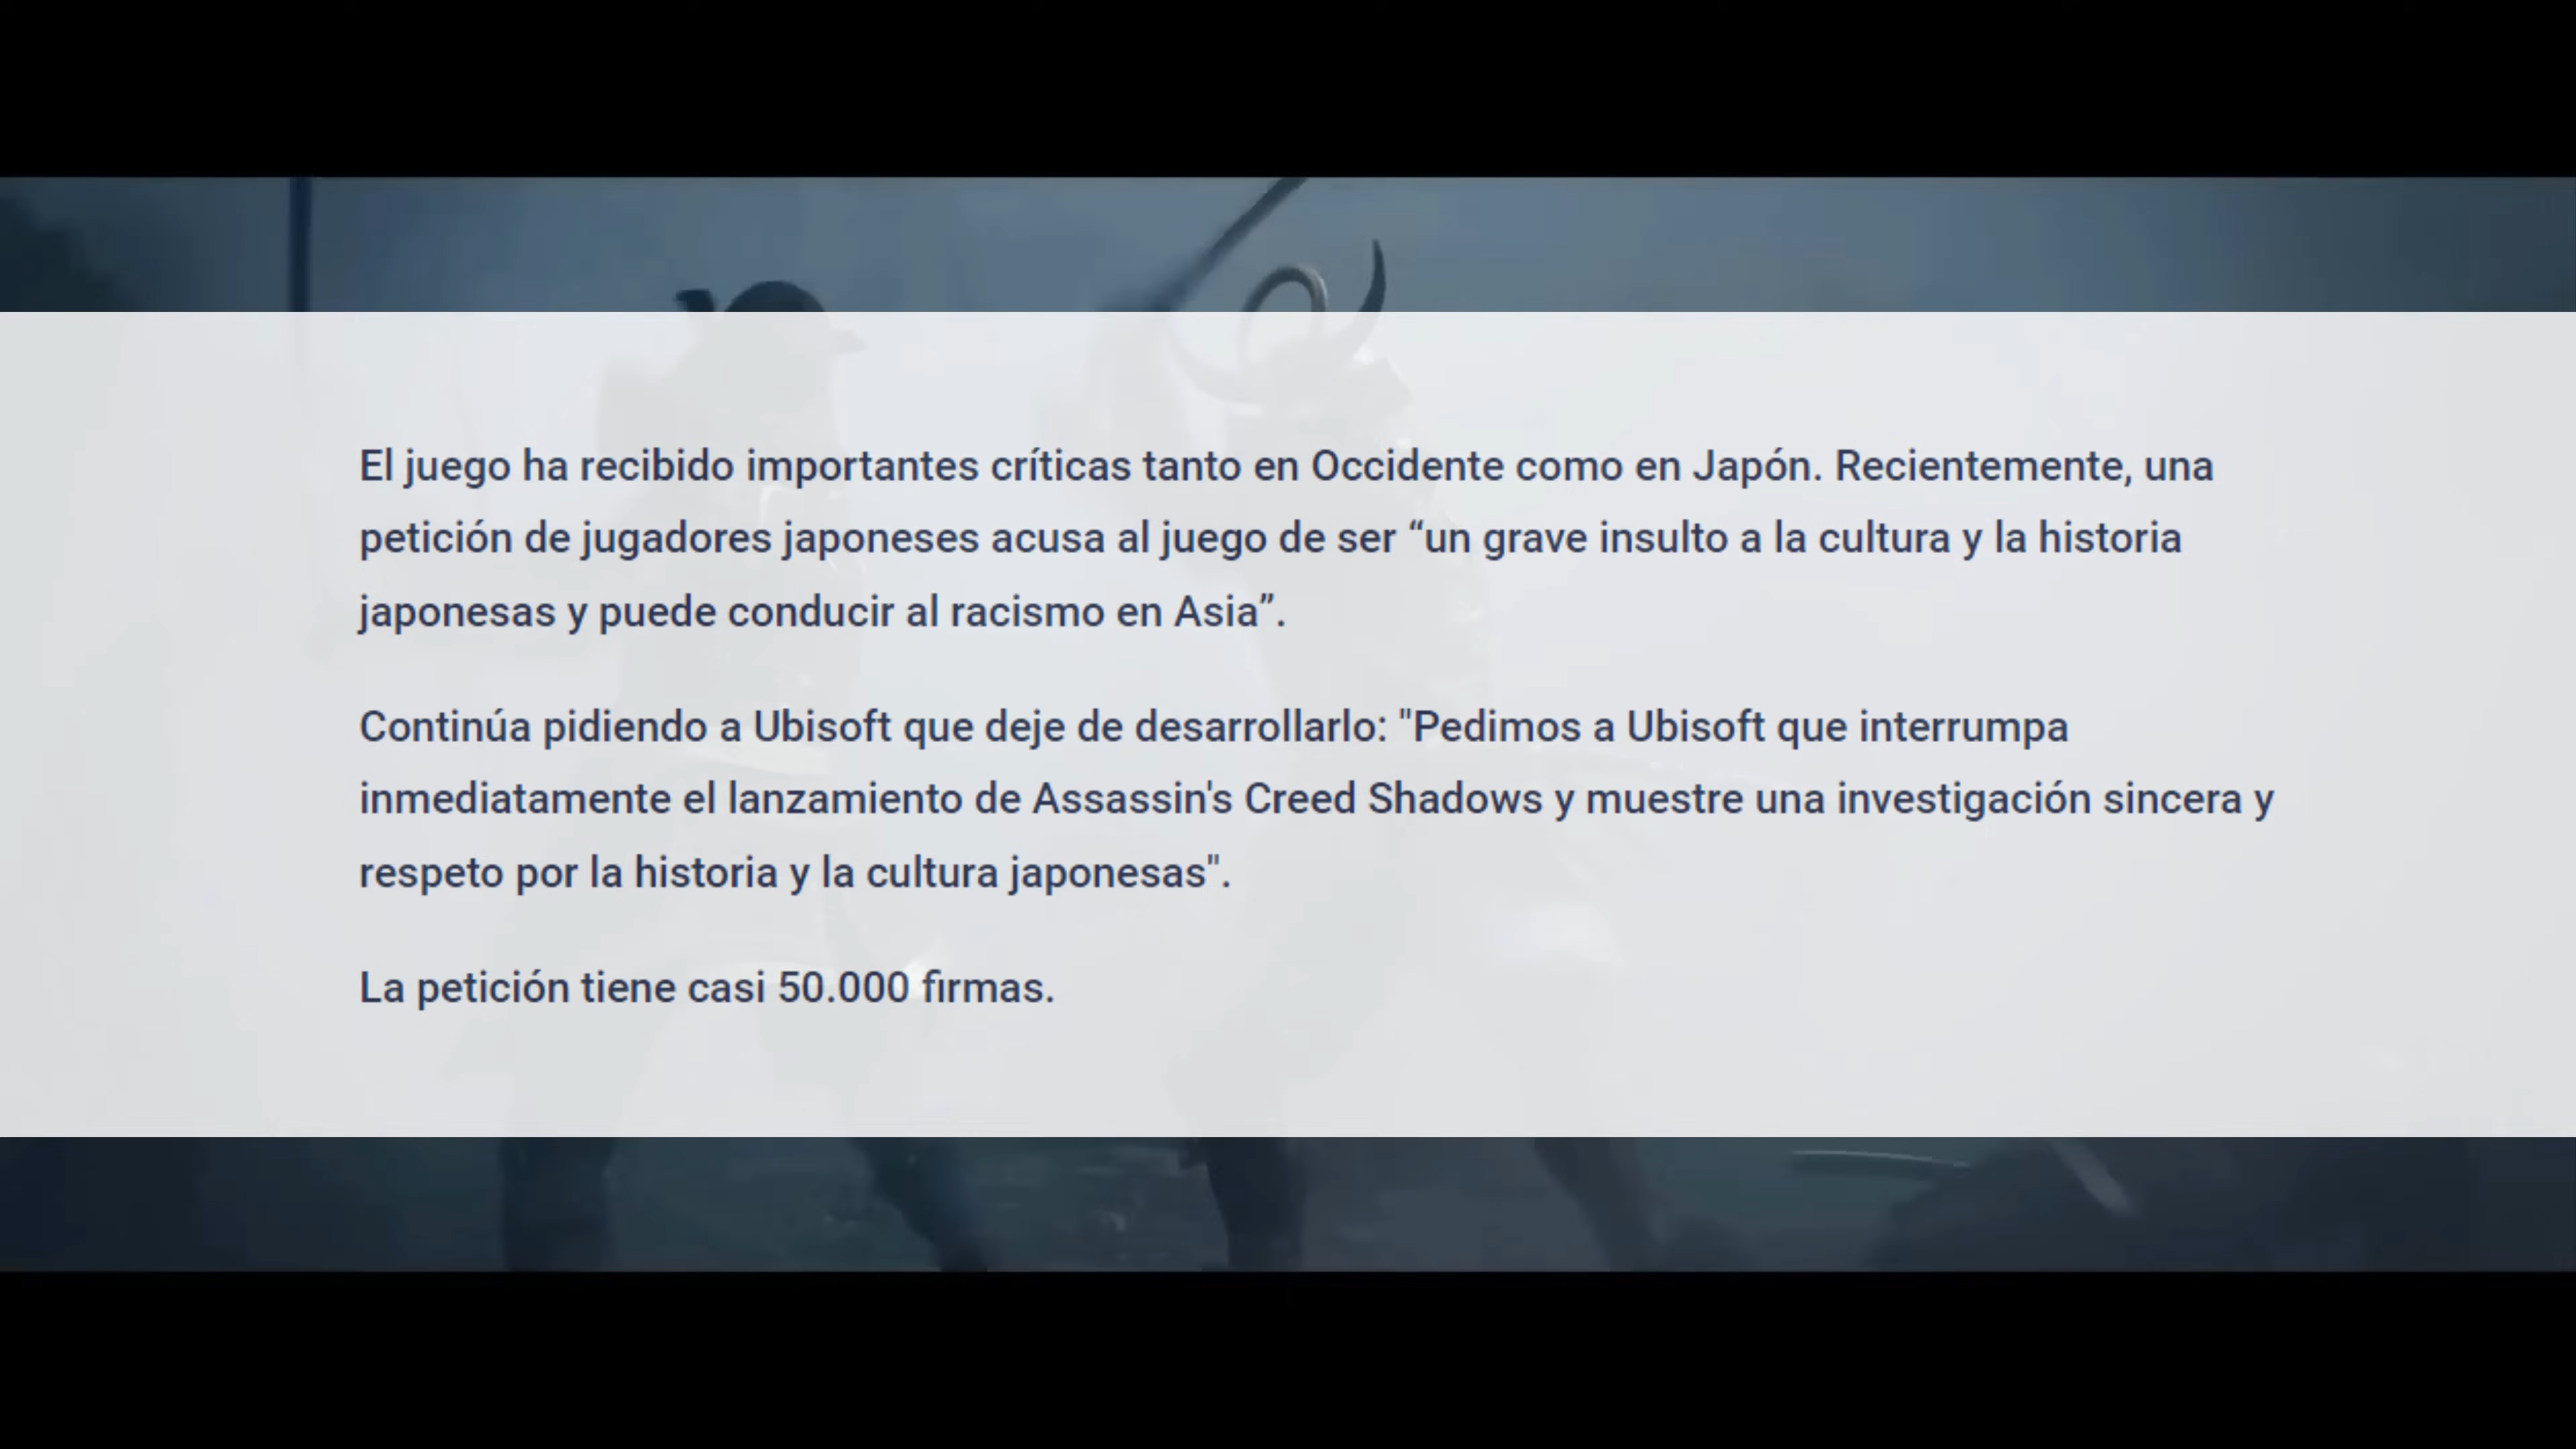 El juego ha recibido importantes críticas tanto en Occidente como en Japón. Recientemente, una
petición de jugadores japoneses acusa al juego de ser “un grave insulto a la cultura y la historia
japonesas y puede conducir al racismo en Asia”.
Continúa pidiendo a Ubisoft que deje de desarrollarlo: "Pedimos a Ubisoft que interrumpa
inmediatamente el lanzamiento de Assassin's Creed Shadows y muestre una investigación sincera y
respeto por la historia y la cultura japonesas".
La petición tiene casi 50.000 firmas.